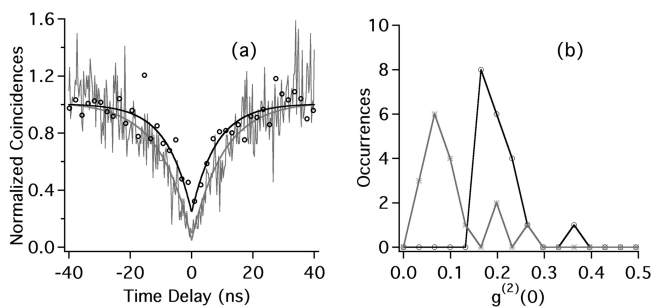 1.6
1.2
0.8
0.4
0.0
Normalized Coincidences
(a)
-40 -20 0 20 40
Time Delay (ns)
10
8
6
4
2
0
Occurrences
(b)
0.0 0.1 0.2 0.3 0.4 0.5
g(2)(0)